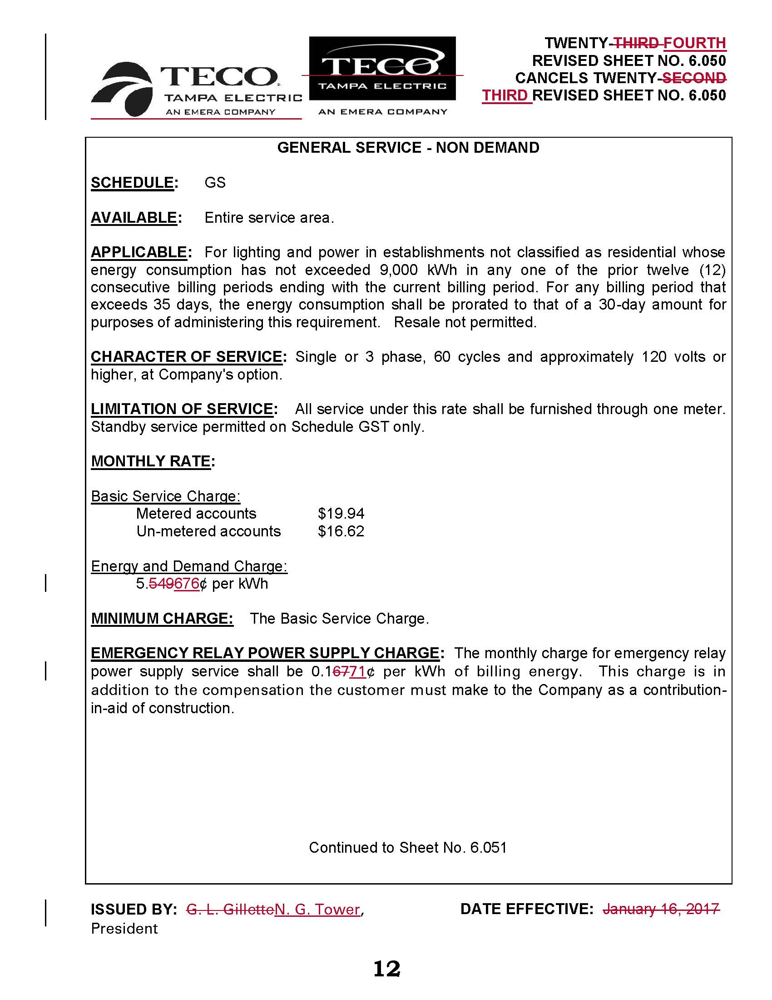 TECO®
TAMPA ELECTRIC
AN EMERA COMPANY
TECO®
TAMPA ELECTRIC
AN EMERA COMPANY
TWENTY-THIRD FOURTH
REVISED SHEET NO. 6.050
CANCELS TWENTY-SECOND
THIRD REVISED SHEET NO. 6.050
GENERAL SERVICE - NON DEMAND
SCHEDULE: GS
AVAILABLE: Entire service area.
APPLICABLE: For lighting and power in establishments not classified as residential whose
energy consumption has not exceeded 9,000 kWh in any one of the prior twelve (12)
consecutive billing periods ending with the current billing period. For any billing period that
exceeds 35 days, the energy consumption shall be prorated to that of a 30-day amount for
purposes of administering this requirement. Resale not permitted.
CHARACTER OF SERVICE: Single or 3 phase, 60 cycles and approximately 120 volts or
higher, at Company's option.
LIMITATION OF SERVICE: All service under this rate shall be furnished through one meter.
Standby service permitted on Schedule GST only.
MONTHLY RATE:
Basic Service Charge:
Metered accounts $19.94
Un-metered accounts $16.62
Energy and Demand Charge:
5.549676¢ per kWh
MINIMUM CHARGE: The Basic Service Charge.
EMERGENCY RELAY POWER SUPPLY CHARGE: The monthly charge for emergency relay
power supply service shall be 0.16771¢ per kWh of billing energy. This charge is in
addition to the compensation the customer must make to the Company as a contribution-
in-aid of construction.
Continued to Sheet No. 6.051
ISSUED BY: G. L. GilletteN. G. Tower, DATE EFFECTIVE: January 16, 2017
President
12